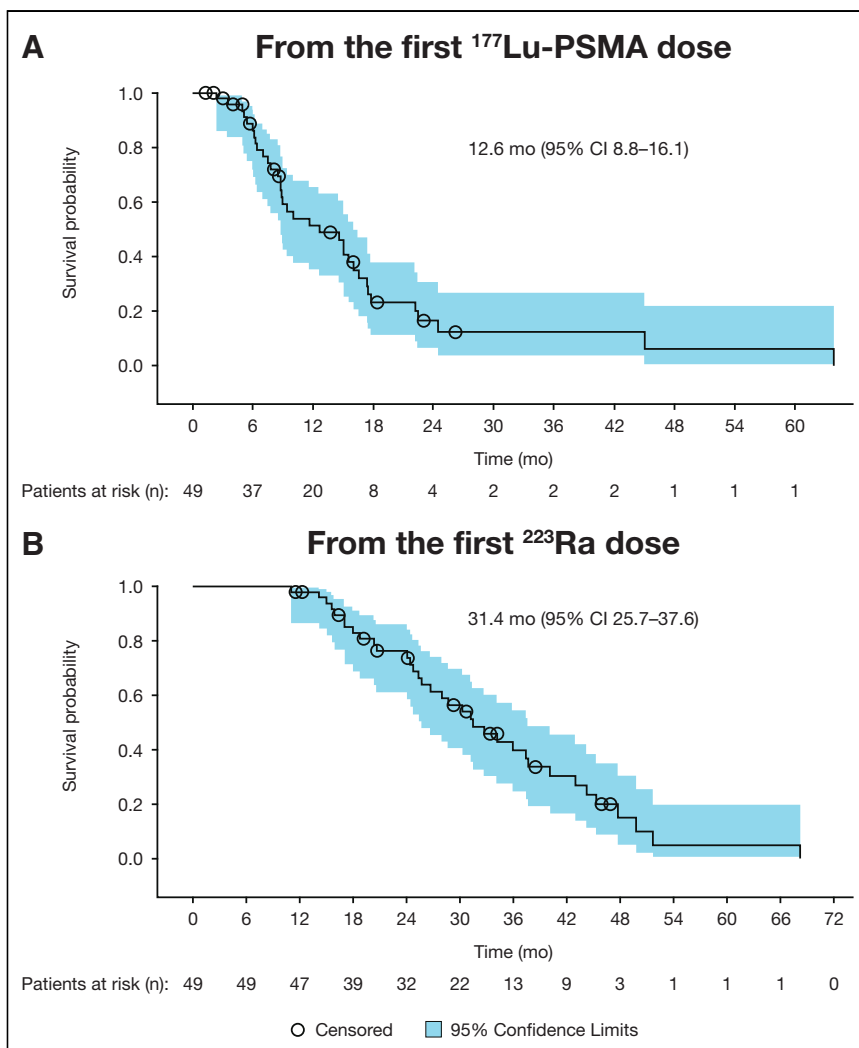 A From the first ¹⁷⁷Lu-PSMA dose
1.0
12.6 mo (95% CI 8.8–16.1)
0.8
0.6
0.4
0.2
0.0
Survival probability
0 6 12 18 24 30 36 42 48 54 60
Time (mo)
Patients at risk (n): 49 37 20 8 4 2 2 2 1 1 1
B From the first ²²³Ra dose
1.0
31.4 mo (95% CI 25.7–37.6)
0.8
0.6
0.4
0.2
0.0
Survival probability
0 6 12 18 24 30 36 42 48 54 60 66 72
Time (mo)
Patients at risk (n): 49 49 47 39 32 22 13 9 3 1 1 1 0
Censored 95% Confidence Limits